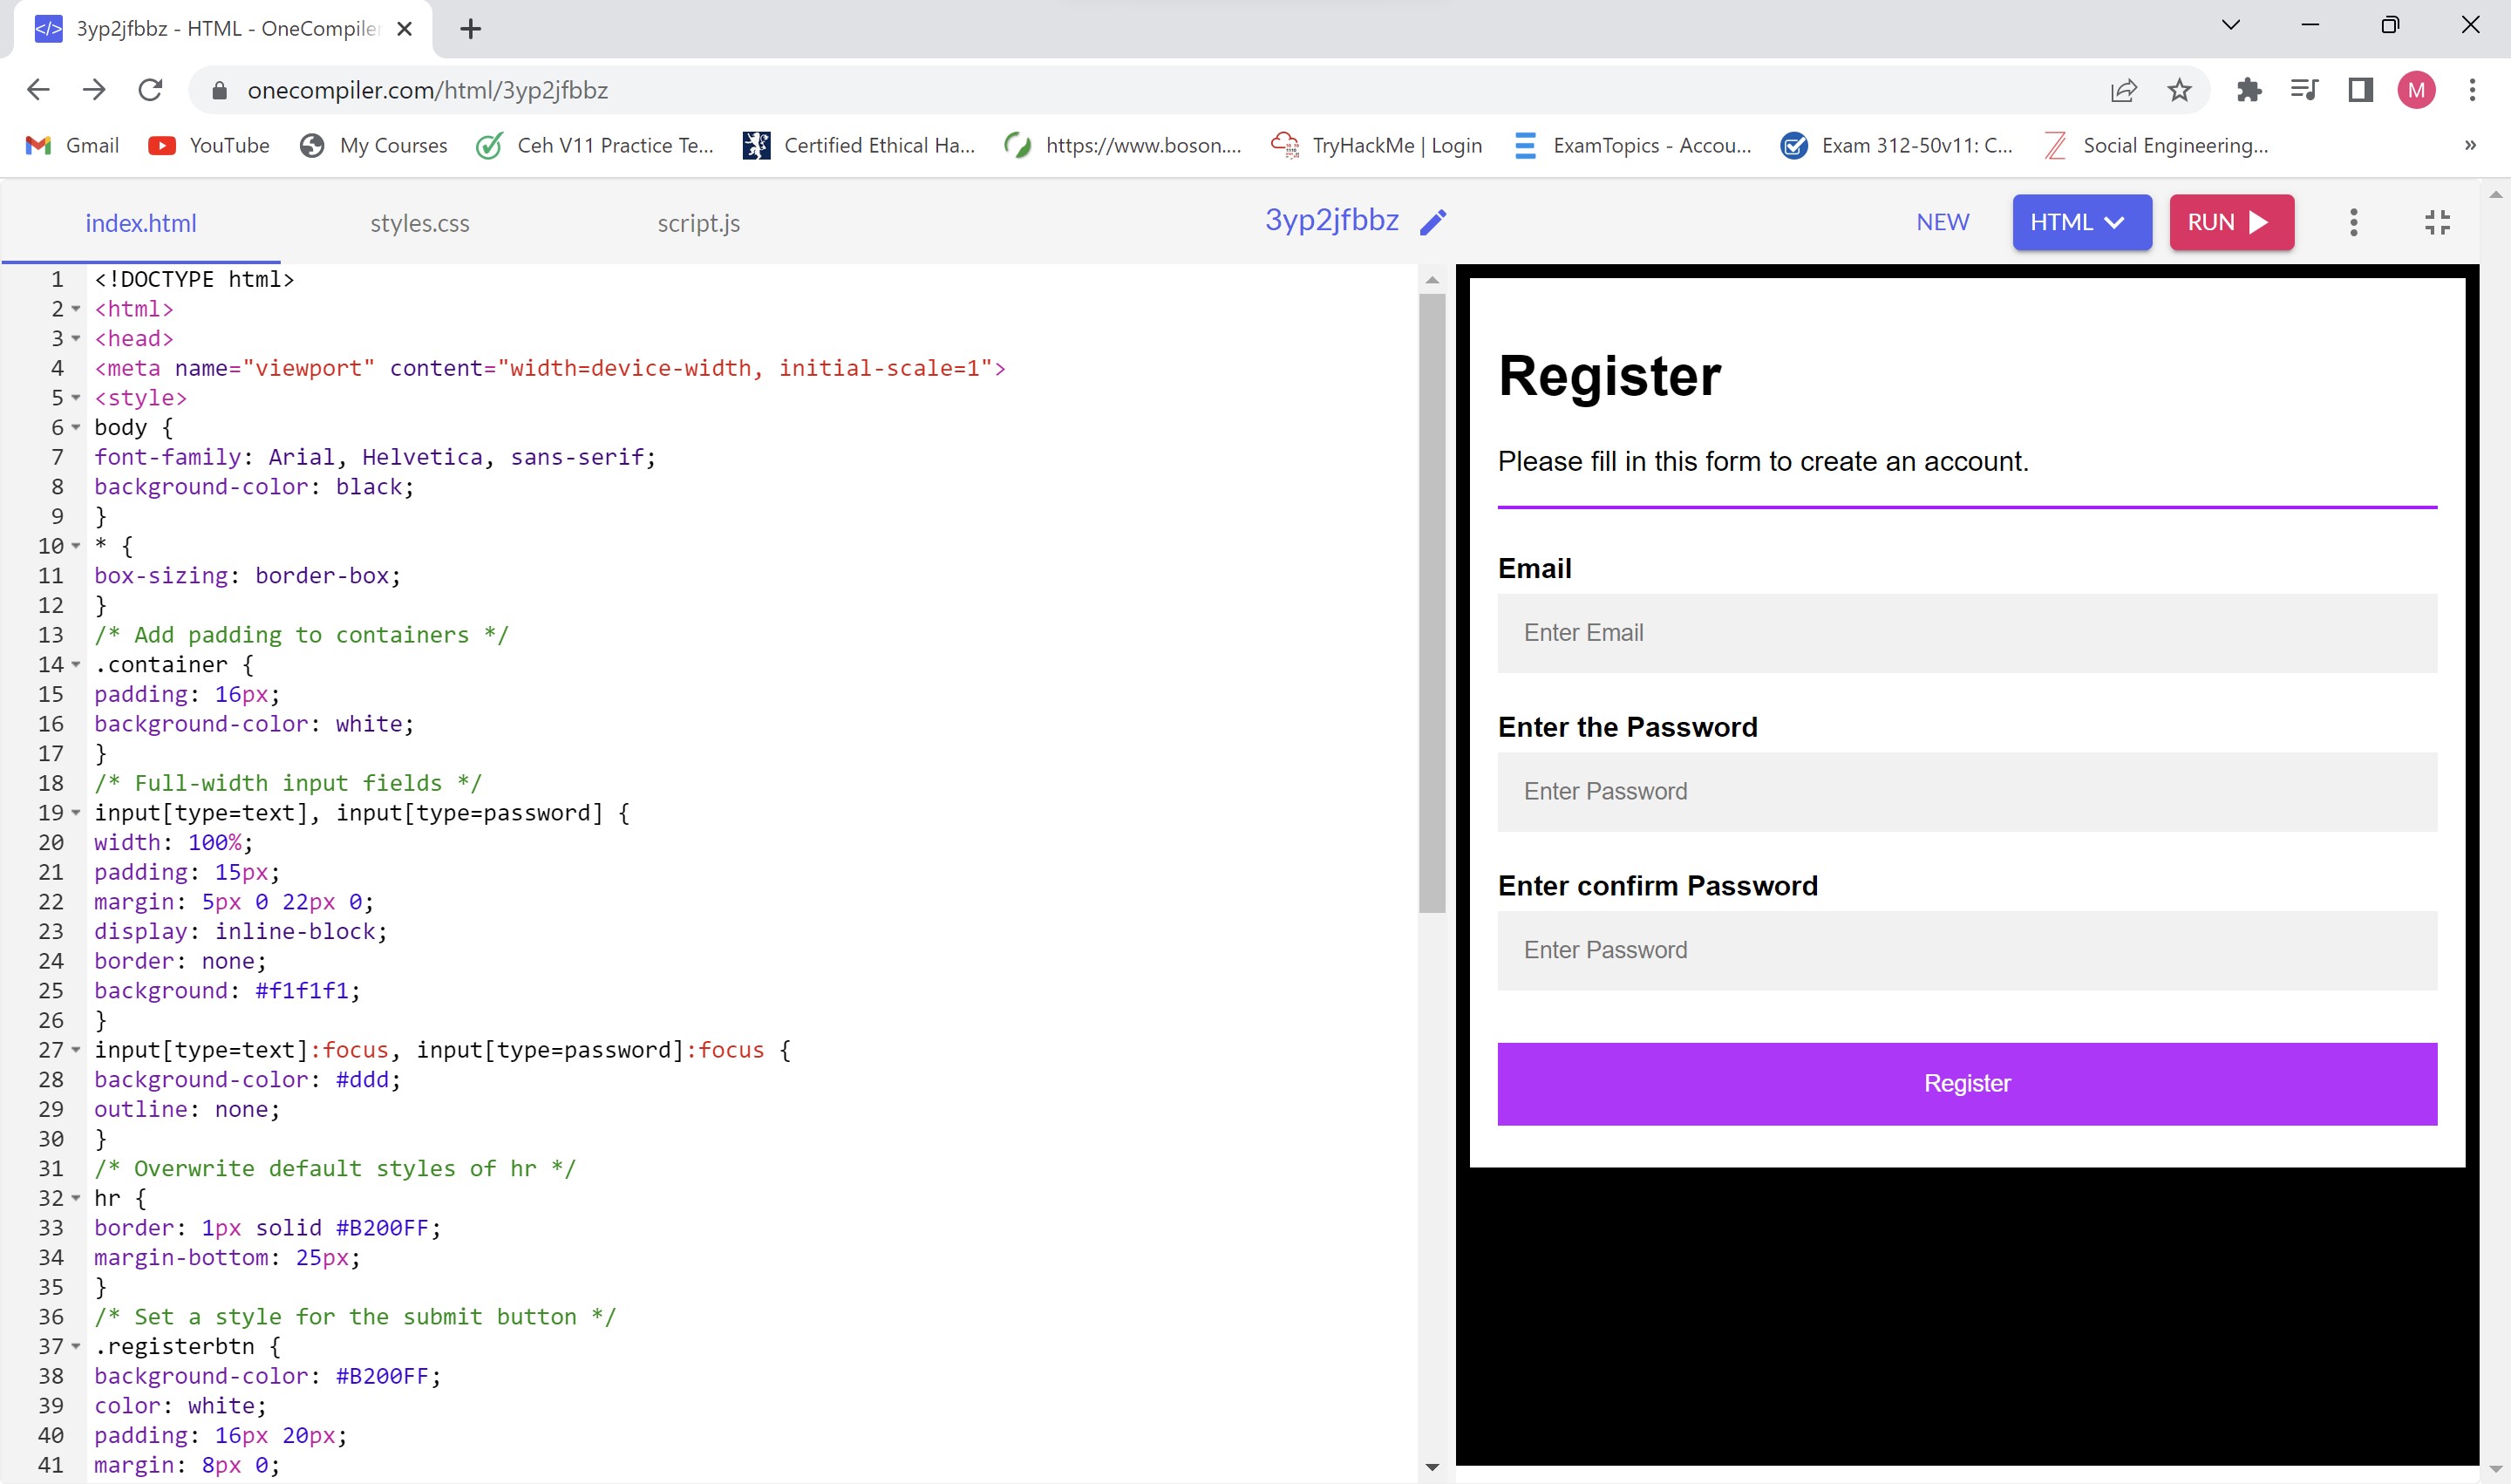 3yp2jfbbz - HTML - OneCompiler
onecompiler.com/html/3yp2jfbbz
M
Gmail YouTube My Courses Ceh V11 Practice Te... Certified Ethical Ha... https://www.boson.... TryHackMe | Login ExamTopics - Accou... Exam 312-50v11: C... Social Engineering... »
index.html styles.css script.js 3yp2jfbbz NEW HTML RUN
1 <!DOCTYPE html>
2 <html>
3 <head>
4 <meta name="viewport" content="width=device-width, initial-scale=1">
5 <style>
6 body {
7 font-family: Arial, Helvetica, sans-serif;
8 background-color: black;
9 }
10 * {
11 box-sizing: border-box;
12 }
13 /* Add padding to containers */
14 .container {
15 padding: 16px;
16 background-color: white;
17 }
18 /* Full-width input fields */
19 input[type=text], input[type=password] {
20 width: 100%;
21 padding: 15px;
22 margin: 5px 0 22px 0;
23 display: inline-block;
24 border: none;
25 background: #f1f1f1;
26 }
27 input[type=text]:focus, input[type=password]:focus {
28 background-color: #ddd;
29 outline: none;
30 }
31 /* Overwrite default styles of hr */
32 hr {
33 border: 1px solid #B200FF;
34 margin-bottom: 25px;
35 }
36 /* Set a style for the submit button */
37 .registerbtn {
38 background-color: #B200FF;
39 color: white;
40 padding: 16px 20px;
41 margin: 8px 0;
Register
Please fill in this form to create an account.
Email
Enter Email
Enter the Password
Enter Password
Enter confirm Password
Enter Password
Register